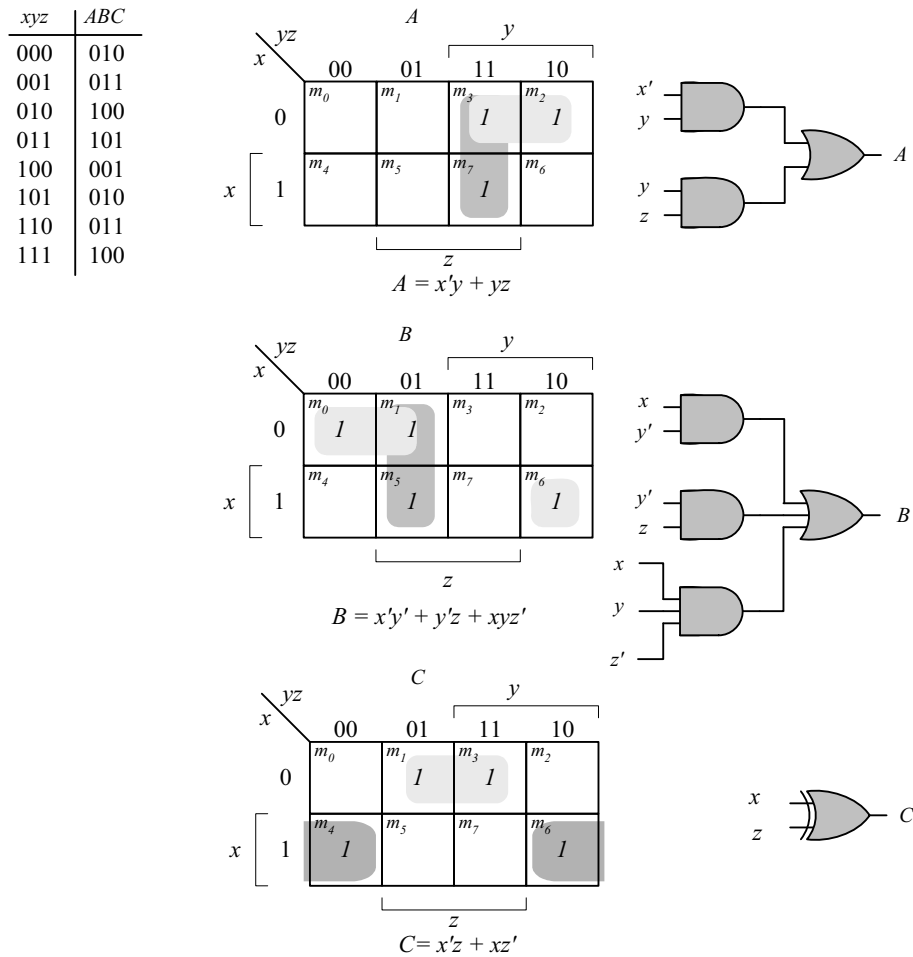 xyz ABC
000 010
001 011
010 100
011 101
100 001
101 010
110 011
111 100
A
yz
x
y
00 01 11 10
m0 m1 m3 m2
0 1 1
m4 m5 m7 m6
x 1 1
z
A = x'y + yz
x'
y
y
z
A
B
yz
x
y
00 01 11 10
m0 m1 m3 m2
0 1 1
m4 m5 m7 m6
x 1 1 1
z
B = x'y' + y'z + xyz'
x
y'
y'
z
x
y
z'
B
C
yz
x
y
00 01 11 10
m0 m1 m3 m2
0 1 1
m4 m5 m7 m6
x 1 1 1
z
C= x'z + xz'
x
z
C